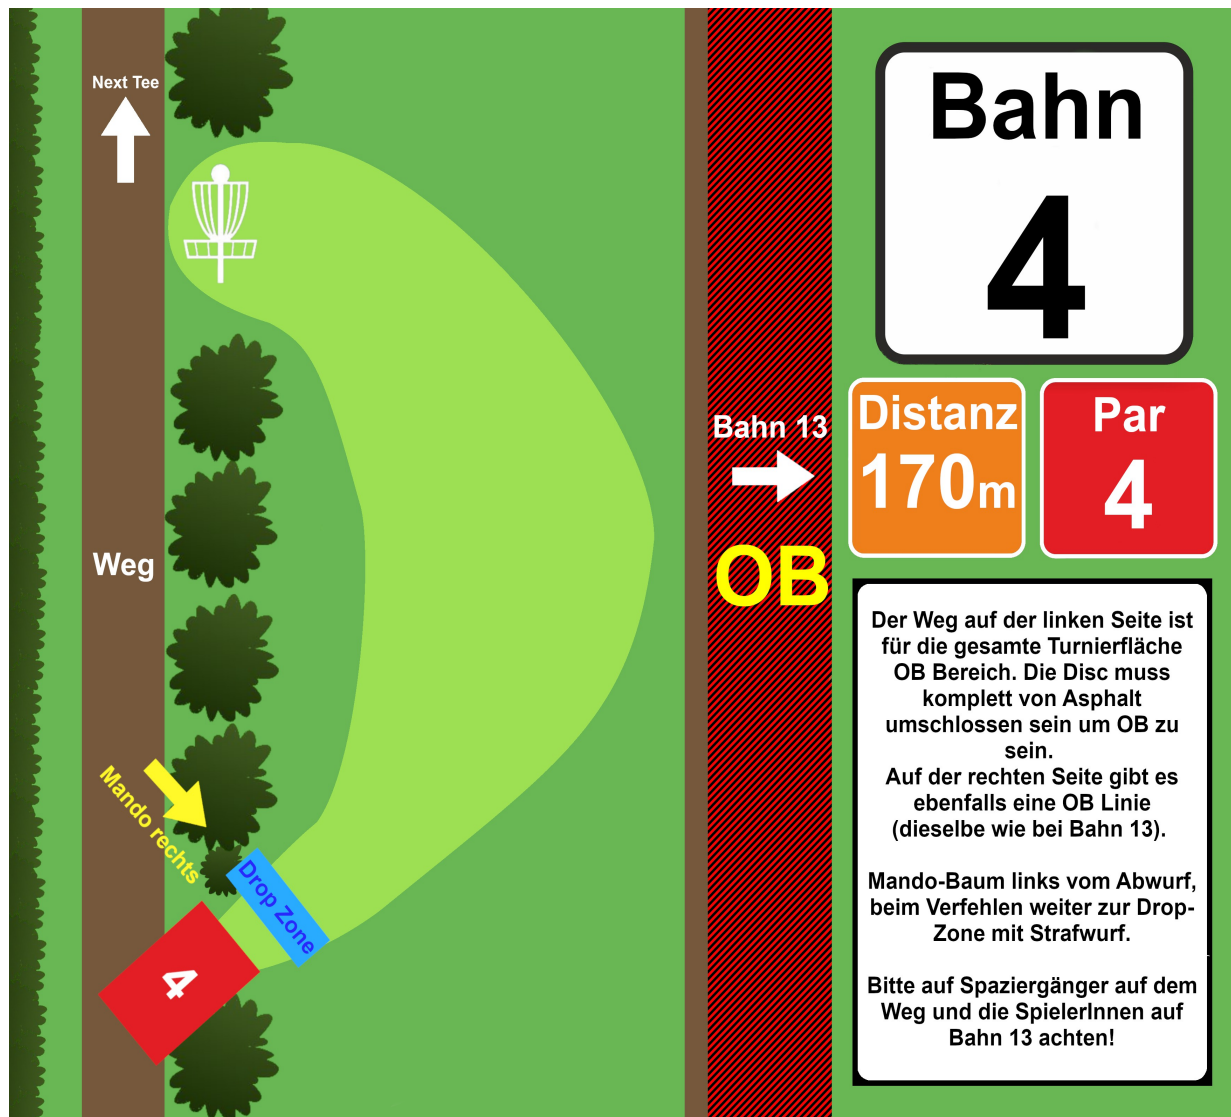 Next Tee
Weg
Mando rechts
Drop Zone
4
Bahn 13
OB
Bahn
4
Distanz
170m
Par
4
Der Weg auf der linken Seite ist
für die gesamte Turnierfläche
OB Bereich. Die Disc muss
komplett von Asphalt
umschlossen sein um OB zu
sein.
Auf der rechten Seite gibt es
ebenfalls eine OB Linie
(dieselbe wie bei Bahn 13).
Mando-Baum links vom Abwurf,
beim Verfehlen weiter zur Drop-
Zone mit Strafwurf.
Bitte auf Spaziergänger auf dem
Weg und die SpielerInnen auf
Bahn 13 achten!